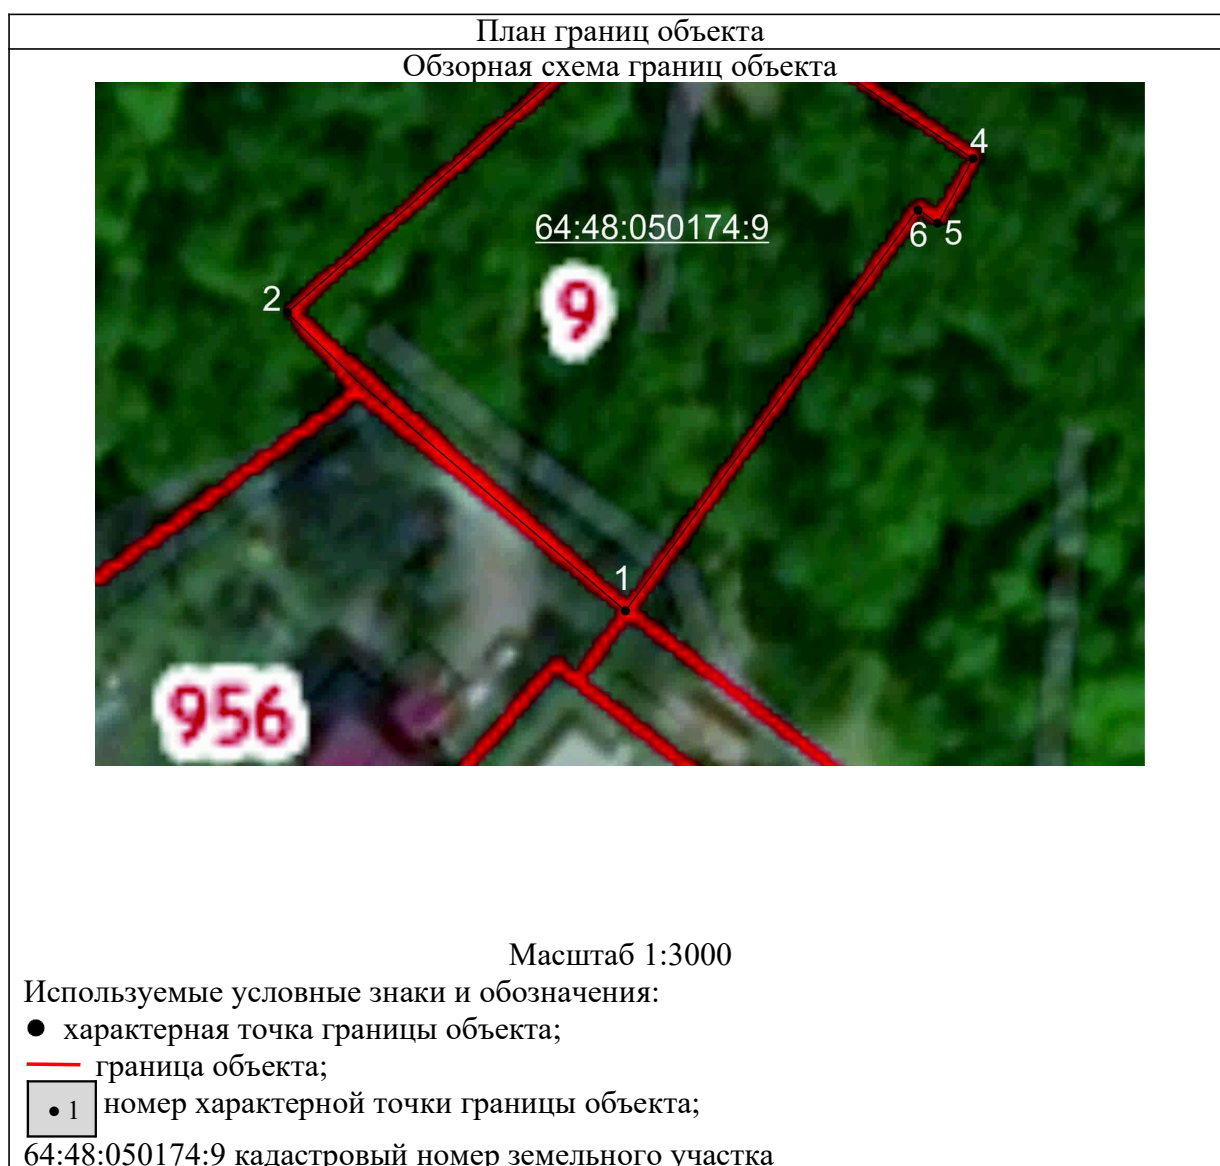 План границ объекта
Обзорная схема границ объекта
4
64:48:050174:9
6 5
2
9
1
956
Масштаб 1:3000
Используемые условные знаки и обозначения:
● характерная точка границы объекта;
граница объекта;
• 1 номер характерной точки границы объекта;
64:48:050174:9 кадастровый номер земельного участка